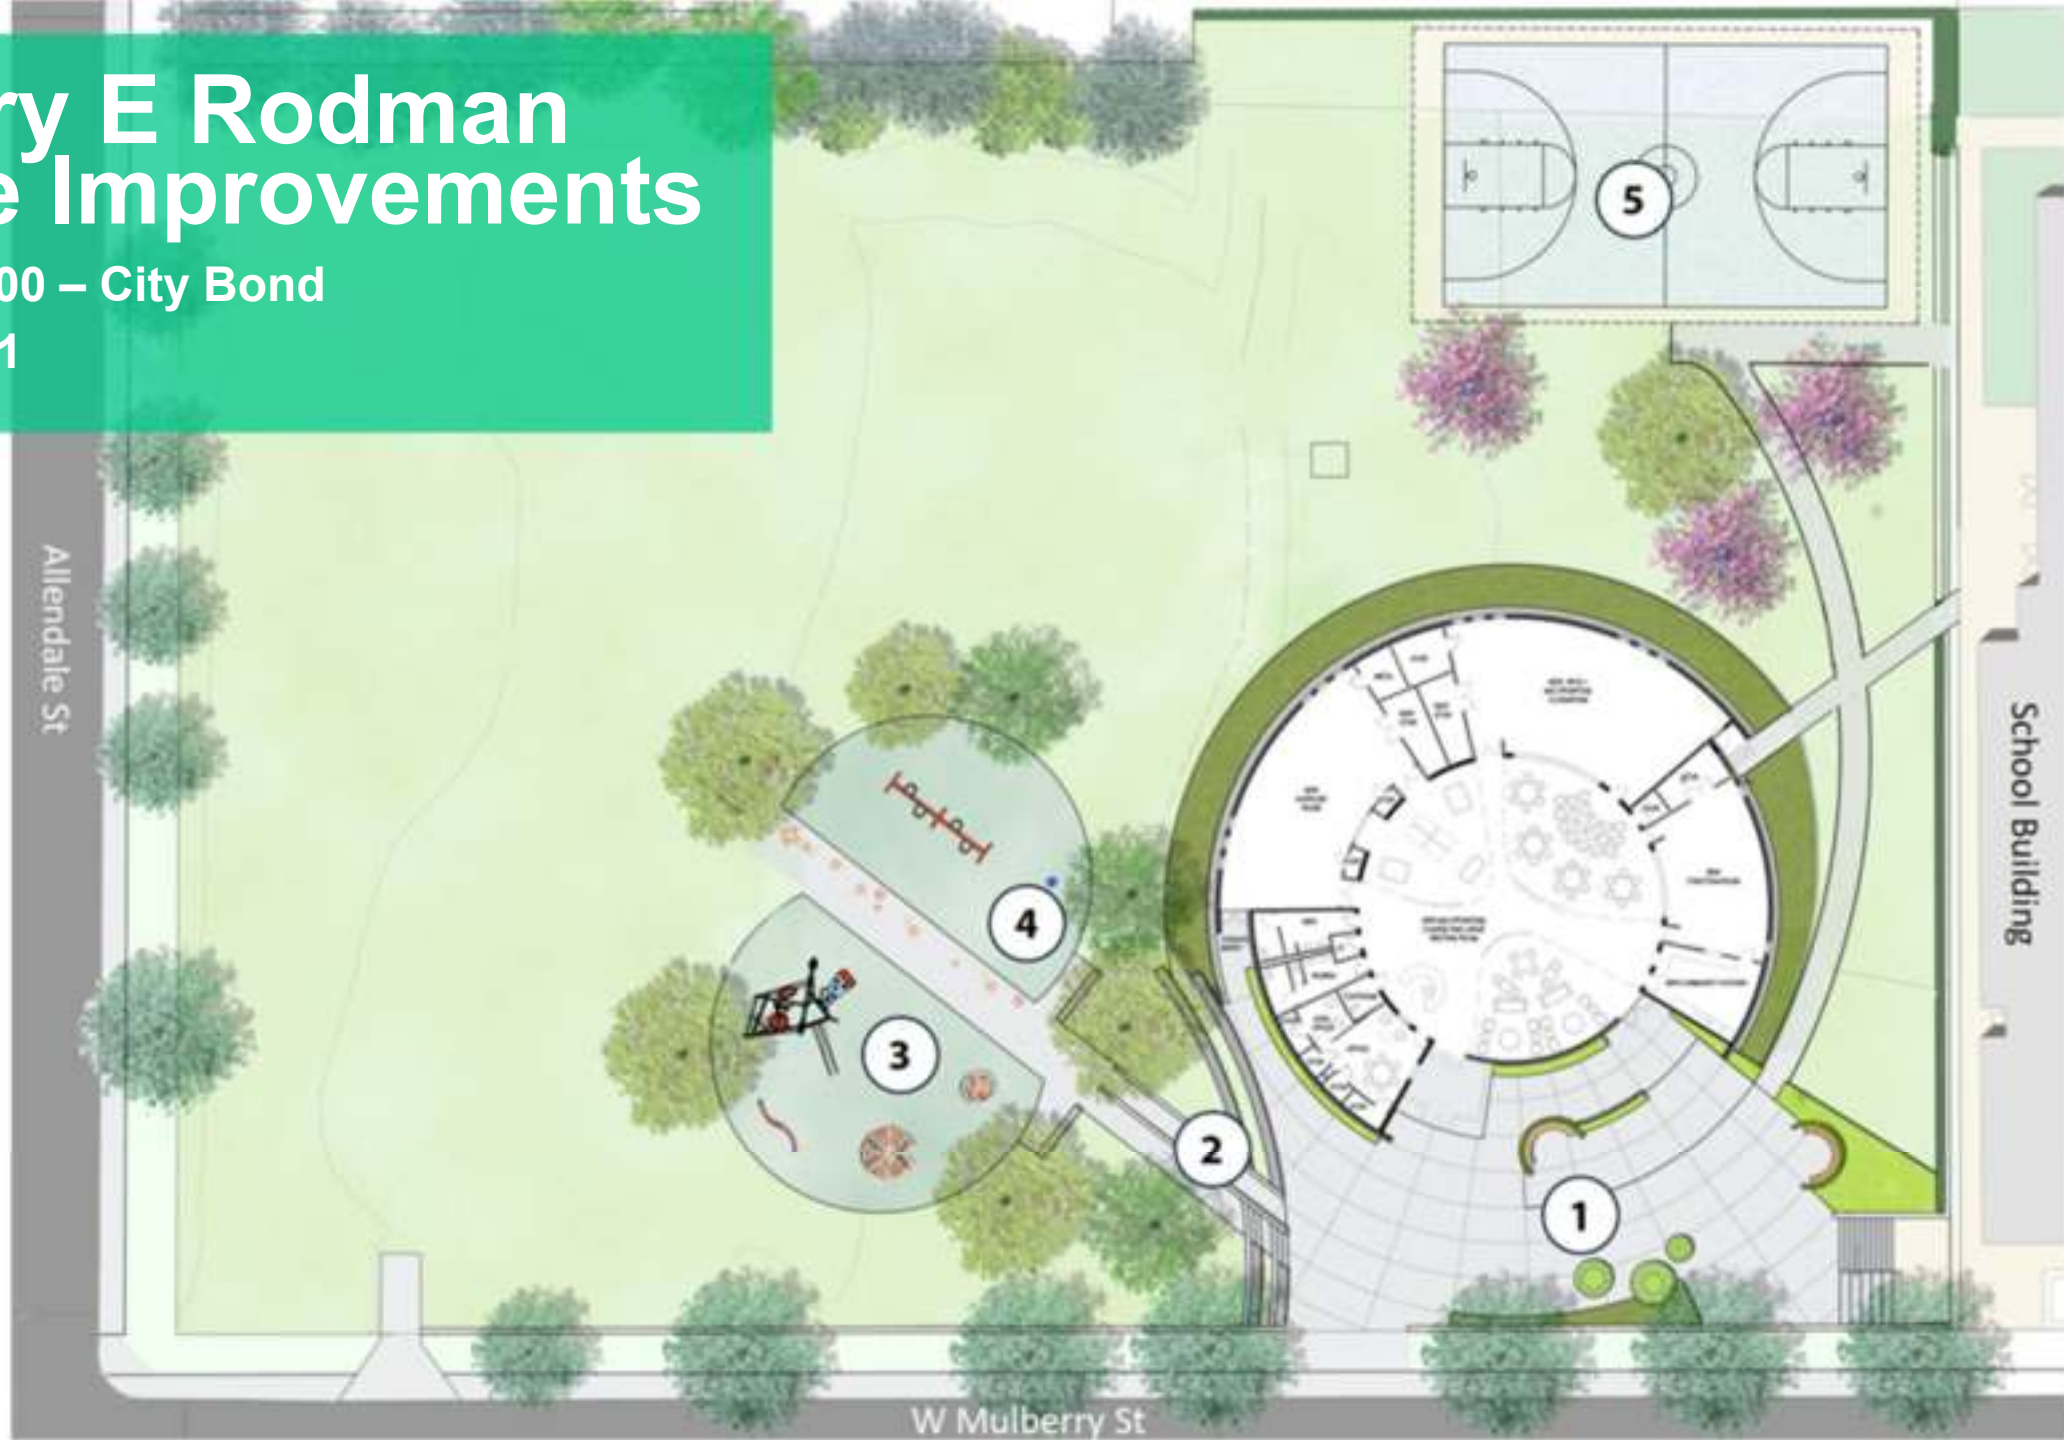 ry E Rodman
e Improvements
00 – City Bond
1
5
Allendale St
School Building
4
3
2
1
W Mulberry St